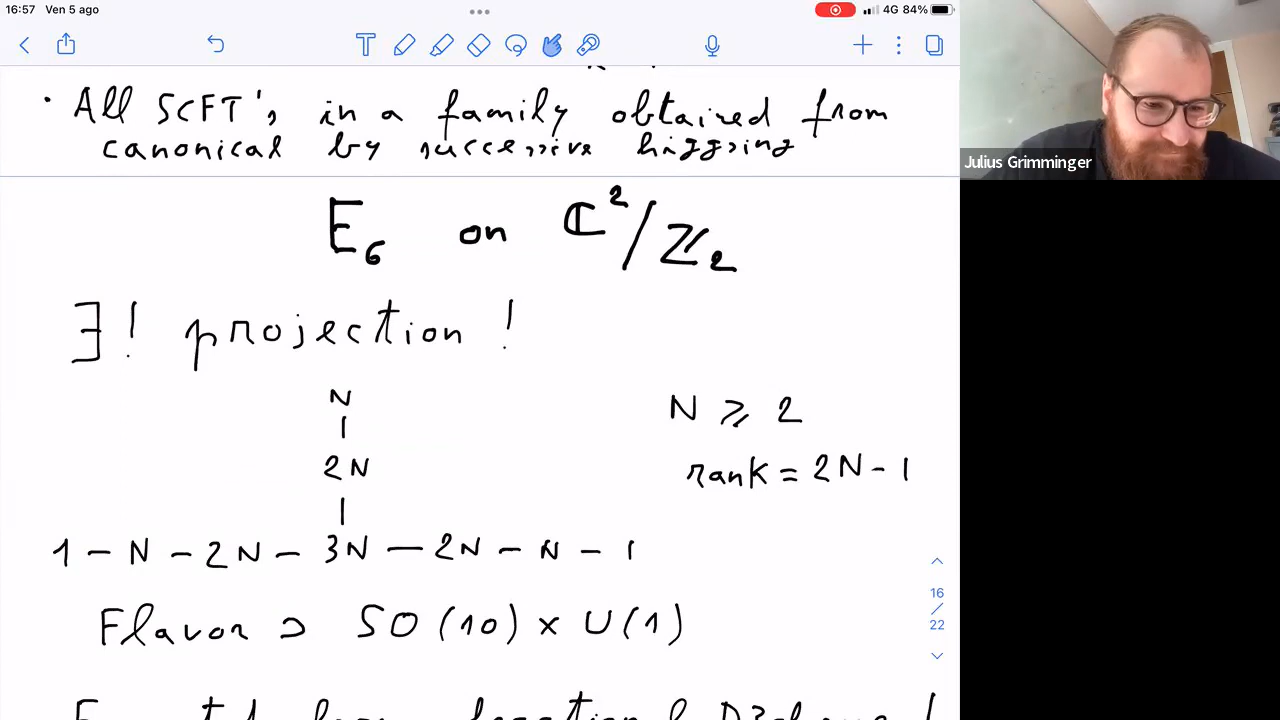 16:57 Ven 5 ago
4G 84%
• All SCFT's in a family obtained from
canonical by successive higgsing
E6 on ℂ²/ℤ₂
∃! projection!
N
|
2N
|
1 – N – 2N – 3N – 2N – N – 1
N ≥ 2
rank = 2N - 1
Flavor ⊃ SO(10) × U(1)
16
/
22
Julius Grimminger